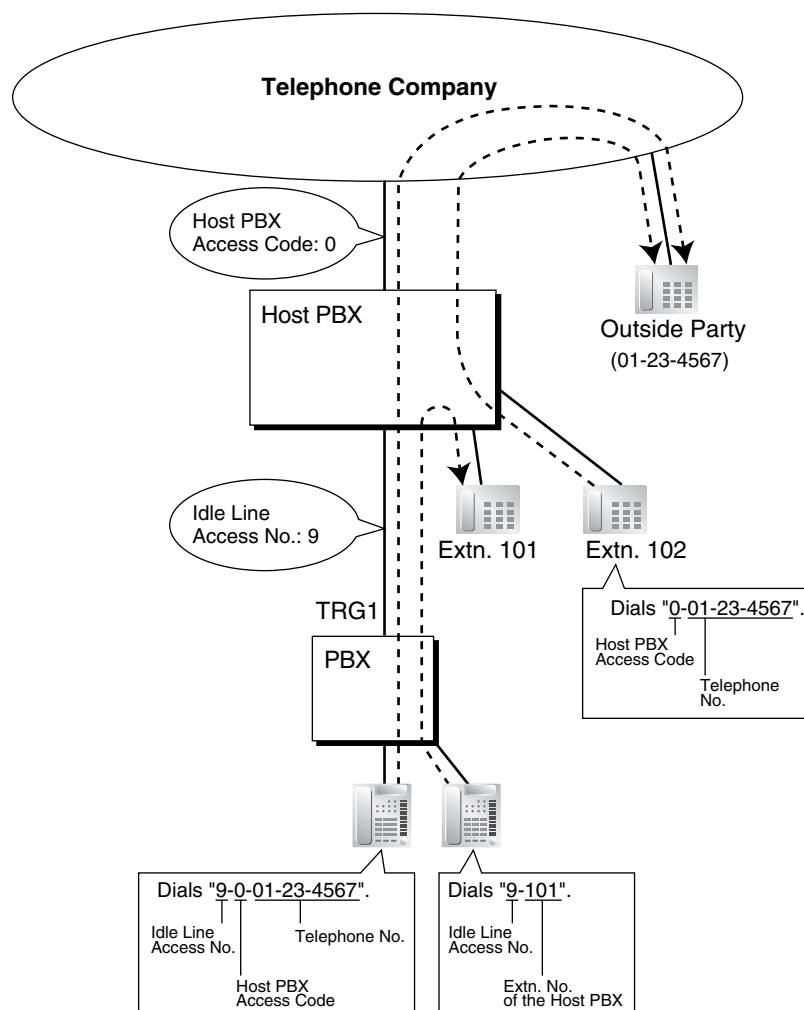 Telephone Company
Host PBX
Access Code: 0
Host PBX
Outside Party
(01-23-4567)
Idle Line
Access No.: 9
Extn. 101
Extn. 102
TRG1
PBX
Dials "0-01-23-4567".
Host PBX
Access Code
Telephone
No.
Dials "9-0-01-23-4567".
Idle Line
Access No.
Telephone No.
Host PBX
Access Code
Dials "9-101".
Idle Line
Access No.
Extn. No.
of the Host PBX